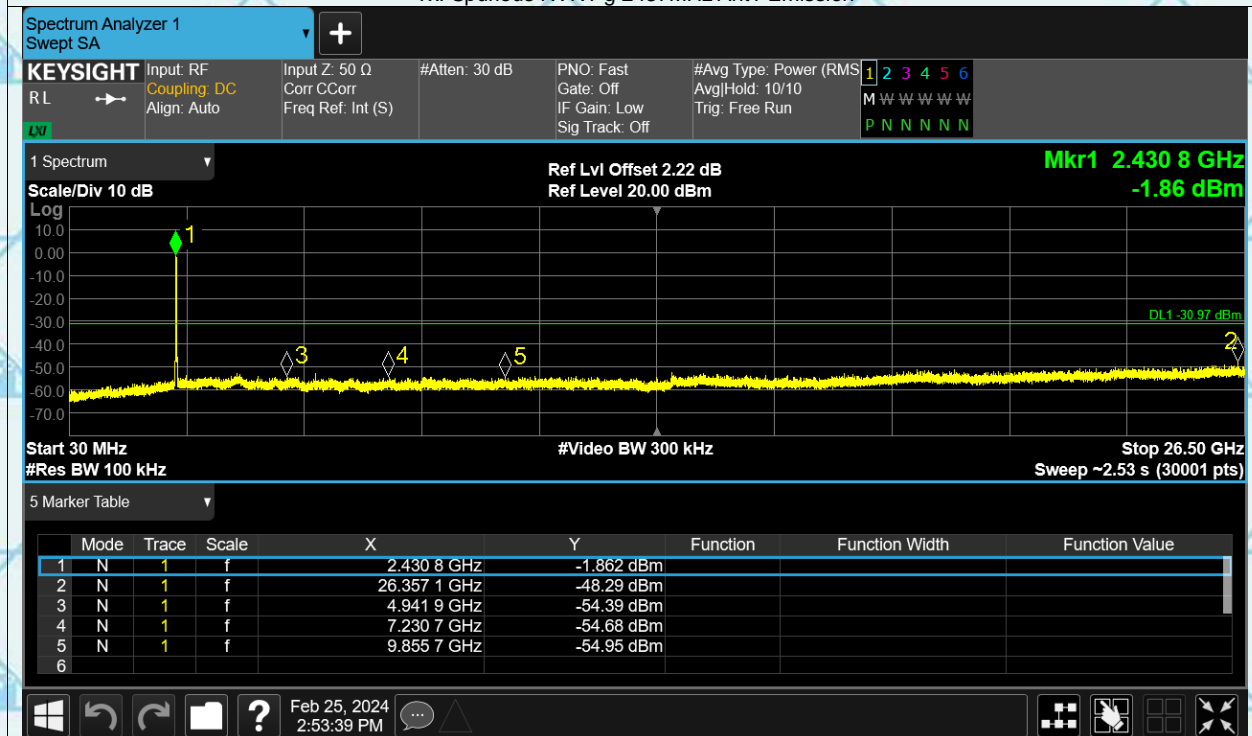 Spectrum Analyzer 1
Swept SA
+
KEYSIGHT
RL
LXI
Input: RF
Coupling: DC
Align: Auto
Input Z: 50 Ω
Corr CCorr
Freq Ref: Int (S)
#Atten: 30 dB
PNO: Fast
Gate: Off
IF Gain: Low
Sig Track: Off
#Avg Type: Power (RMS
Avg|Hold: 10/10
Trig: Free Run
1 2 3 4 5 6
M W W W W W
P N N N N N
1 Spectrum
Scale/Div 10 dB
Ref Lvl Offset 2.22 dB
Ref Level 20.00 dBm
Mkr1 2.430 8 GHz
-1.86 dBm
Log
10.0
0.00
-10.0
-20.0
-30.0
-40.0
-50.0
-60.0
-70.0
1
DL1 -30.97 dBm
3
4
5
2
Start 30 MHz
#Video BW 300 kHz
Stop 26.50 GHz
#Res BW 100 kHz
Sweep ~2.53 s (30001 pts)
5 Marker Table
Mode Trace Scale X Y Function Function Width Function Value
1 N 1 f 2.430 8 GHz -1.862 dBm
2 N 1 f 26.357 1 GHz -48.29 dBm
3 N 1 f 4.941 9 GHz -54.39 dBm
4 N 1 f 7.230 7 GHz -54.68 dBm
5 N 1 f 9.855 7 GHz -54.95 dBm
6
?
Feb 25, 2024
2:53:39 PM